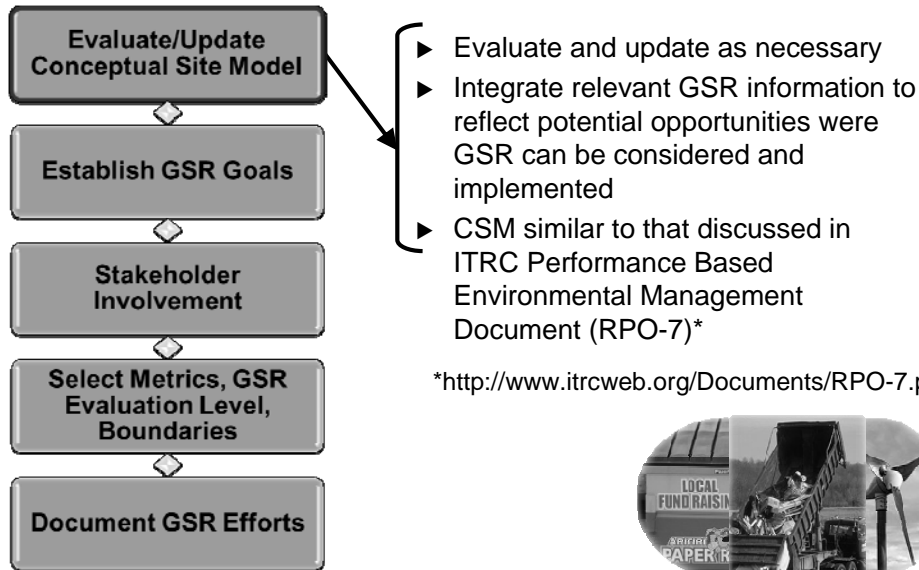 Evaluate/Update
Conceptual Site Model
Establish GSR Goals
Stakeholder
Involvement
Select Metrics, GSR
Evaluation Level,
Boundaries
Document GSR Efforts
▶ Evaluate and update as necessary
▶ Integrate relevant GSR information to
reflect potential opportunities were
GSR can be considered and
implemented
▶ CSM similar to that discussed in
ITRC Performance Based
Environmental Management
Document (RPO-7)*
*http://www.itrcweb.org/Documents/RPO-7.p
LOCAL
FUND RAISIN
PAPER R